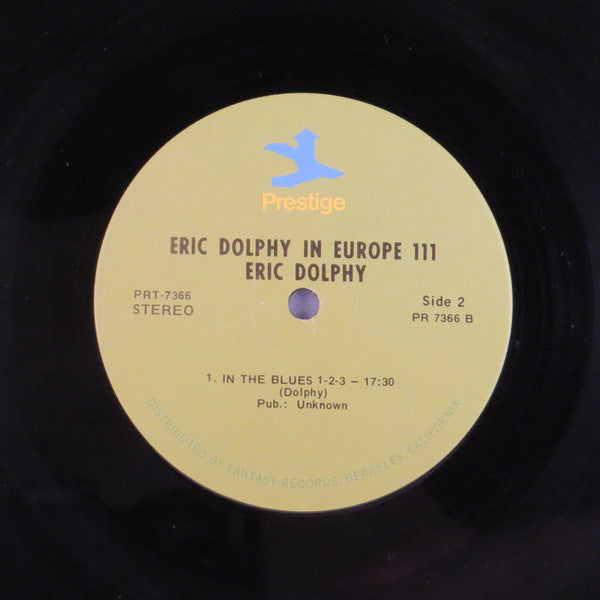 Prestige
ERIC DOLPHY IN EUROPE 111
ERIC DOLPHY
PRT-7366
STEREO
Side 2
PR 7366 B
1. IN THE BLUES 1-2-3 — 17:30
(Dolphy)
Pub.: Unknown
DISTRIBUTED BY FANTASY RECORDS, BERKELEY, CALIFORNIA